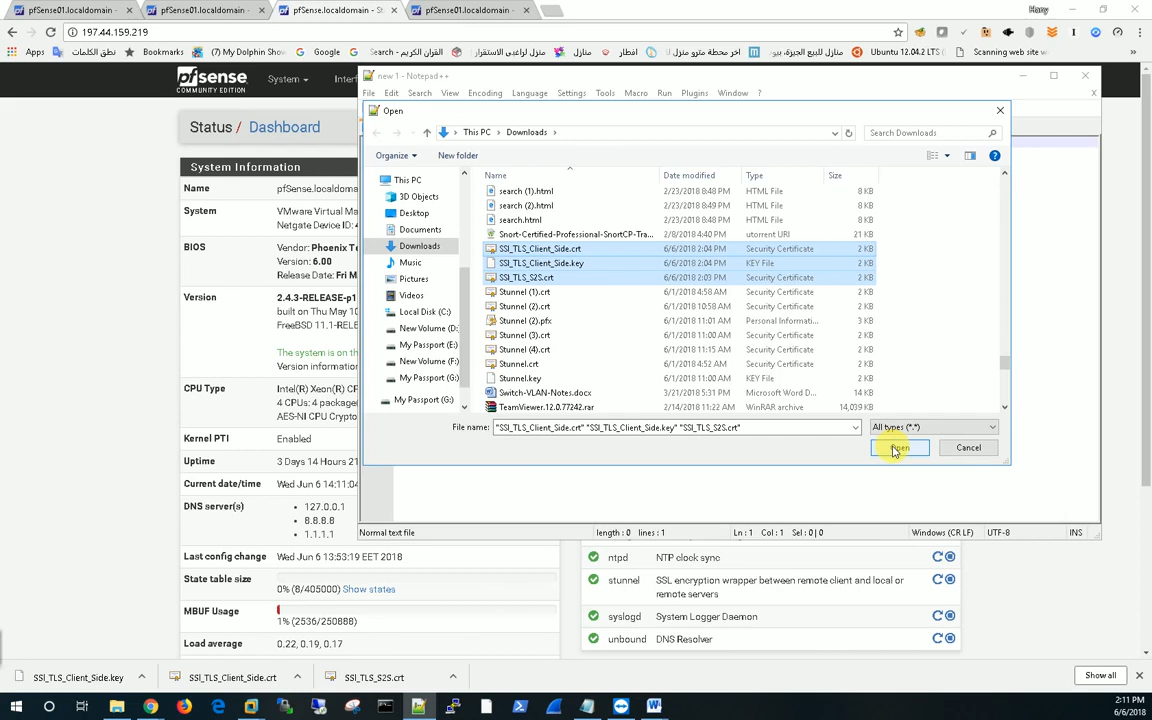 pfSense01.localdomain -
pfSense01.localdomain -
pfSense.localdomain - St
pfSense01.localdomain -
Hany
197.44.159.219
Apps
نطق الكلمات
Bookmarks
(7) My Dolphin Show
Google
Google - Search
القرآن الكريم
منزل لراغبى الاستقرار
منازل
افطار
اخر محطة مترو المنيب
منازل للبيع الجيزة، بيو
Ubuntu 12.04.2 LTS (
Scanning web site w
pfsense
COMMUNITY EDITION
System
Interf
Status / Dashboard
System Information
Name
pfSense.localdoma
System
VMware Virtual Ma
Netgate Device ID: 4
BIOS
Vendor: Phoenix Te
Version: 6.00
Release Date: Fri M
Version
2.4.3-RELEASE-p1
built on Thu May 10
FreeBSD 11.1-RELE
The system is on th
Version information
CPU Type
Intel(R) Xeon(R) CP
4 CPUs: 4 package(
AES-NI CPU Crypto
Kernel PTI
Enabled
Uptime
3 Days 14 Hours 21
Current date/time
Wed Jun 6 14:11:04
DNS server(s)
127.0.0.1
8.8.8.8
1.1.1.1
Last config change
Wed Jun 6 13:53:19 EET 2018
State table size
0% (8/405000) Show states
MBUF Usage
1% (2536/250888)
Load average
0.22, 0.19, 0.17
new 1 - Notepad++
File Edit Search View Encoding Language Settings Tools Macro Run Plugins Window ?
X
Open
This PC
Downloads
Search Downloads
Organize
New folder
This PC
3D Objects
Desktop
Documents
Downloads
Music
Pictures
Videos
Local Disk (C:)
New Volume (D:
My Passport (E:)
New Volume (F:)
My Passport (G:)
My Passport (G:)
Name Date modified Type Size
search (1).html 2/23/2018 8:48 PM HTML File 8 KB
search (2).html 2/23/2018 8:49 PM HTML File 8 KB
search.html 2/23/2018 8:48 PM HTML File 8 KB
Snort-Certified-Professional-SnortCP-Tra... 2/8/2018 4:40 PM utorrent URI 21 KB
SSl_TLS_Client_Side.crt 6/6/2018 2:04 PM Security Certificate 2 KB
SSl_TLS_Client_Side.key 6/6/2018 2:04 PM KEY File 2 KB
SSl_TLS_S2S.crt 6/6/2018 2:03 PM Security Certificate 2 KB
Stunnel (1).crt 6/1/2018 4:58 AM Security Certificate 2 KB
Stunnel (2).crt 6/1/2018 10:58 AM Security Certificate 2 KB
Stunnel (2).pfx 6/1/2018 11:01 AM Personal Informati... 3 KB
Stunnel (3).crt 6/1/2018 11:00 AM Security Certificate 2 KB
Stunnel (4).crt 6/1/2018 11:15 AM Security Certificate 2 KB
Stunnel.crt 6/1/2018 4:52 AM Security Certificate 2 KB
Stunnel.key 6/1/2018 11:00 AM KEY File 2 KB
Switch-VLAN-Notes.docx 3/21/2018 5:31 PM Microsoft Word D... 14 KB
TeamViewer.12.0.77242.rar 2/14/2018 11:22 AM WinRAR archive 14,039 KB
File name:
"SSl_TLS_Client_Side.crt" "SSl_TLS_Client_Side.key" "SSl_TLS_S2S.crt"
All types (*.*)
Open
Cancel
Normal text file
length : 0 lines : 1
Ln : 1 Col : 1 Sel : 0 | 0
Windows (CR LF)
UTF-8
INS
ntpd NTP clock sync
stunnel SSL encryption wrapper between remote client and local or
remote servers
syslogd System Logger Daemon
unbound DNS Resolver
SSl_TLS_Client_Side.key
SSl_TLS_Client_Side.crt
SSl_TLS_S2S.crt
Show all
2:11 PM
6/6/2018